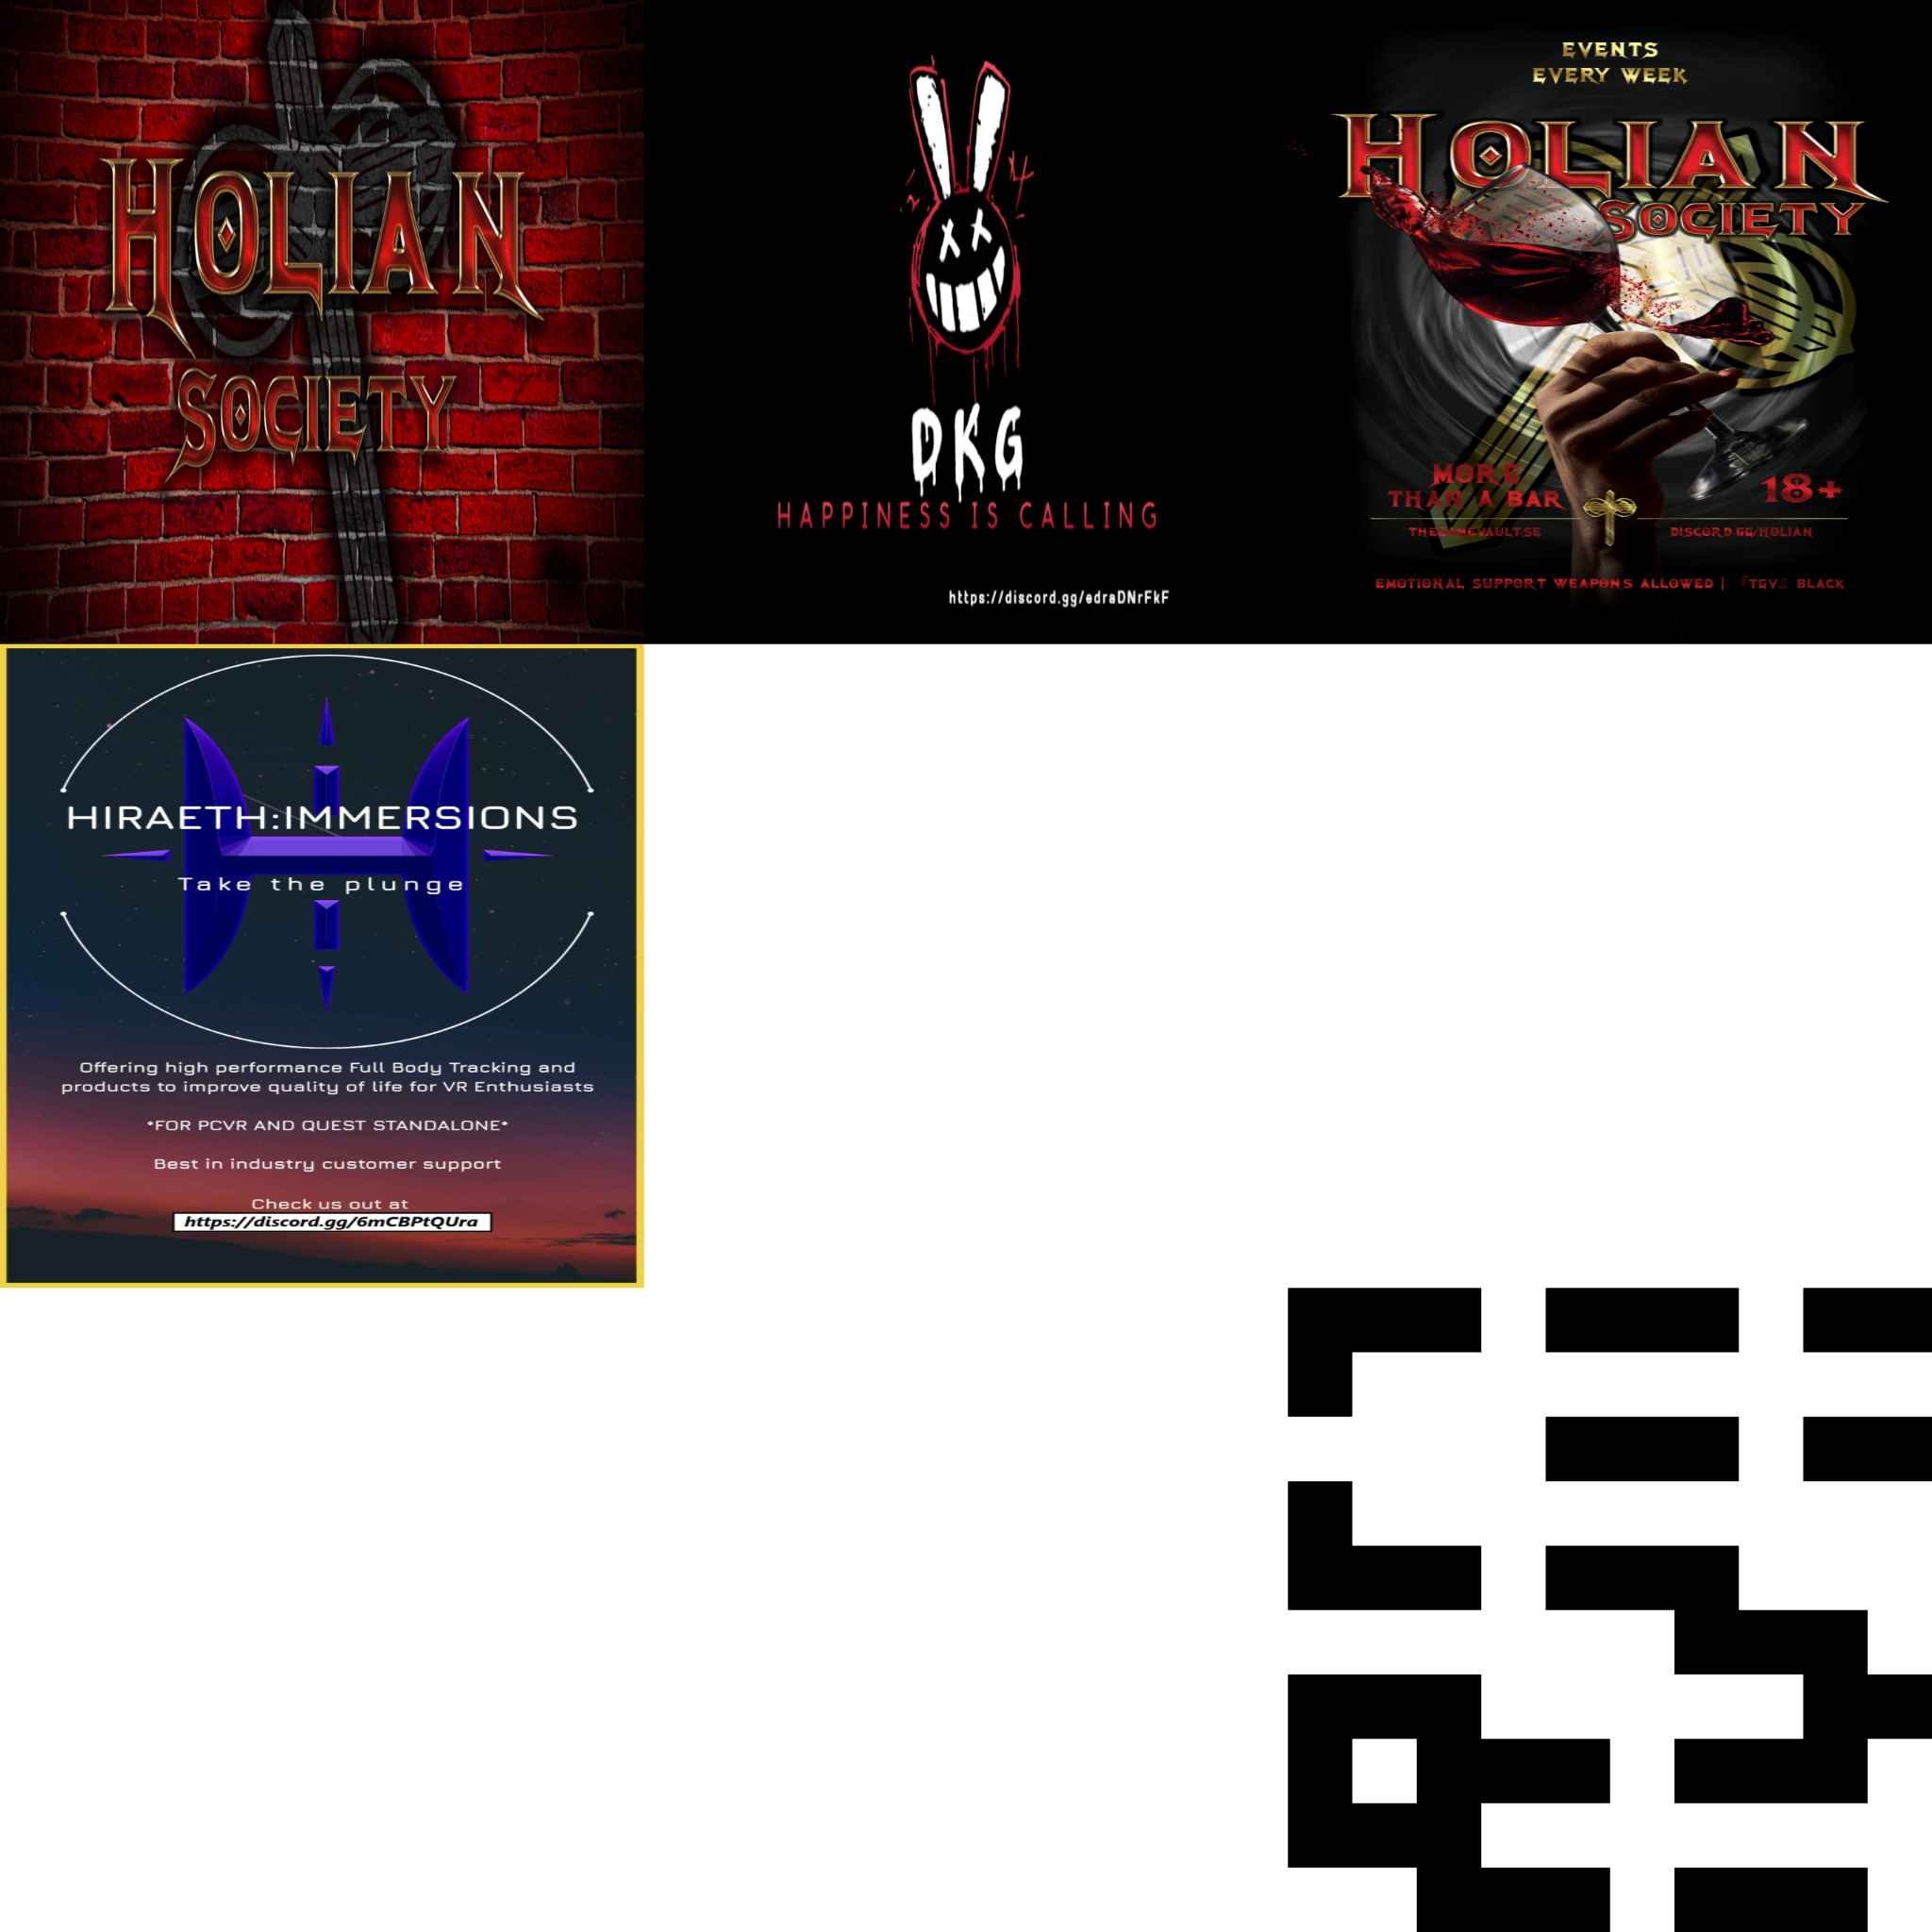 HOLIAN
SOCIETY
DKG
HAPPINESS IS CALLING
https://discord.gg/edraDNrFkF
EVENTS
EVERY WEEK
HOLIAN
SOCIETY
MORE
THAN A BAR
18+
THEGAMEVAULT.SE
DISCORD.GG/HOLIAN
EMOTIONAL SUPPORT WEAPONS ALLOWED | 『TGV』 BLACK
HIRAETH:IMMERSIONS
Take the plunge
Offering high performance Full Body Tracking and
products to improve quality of life for VR Enthusiasts
*FOR PCVR AND QUEST STANDALONE*
Best in industry customer support
Check us out at
https://discord.gg/6mCBPtQUra